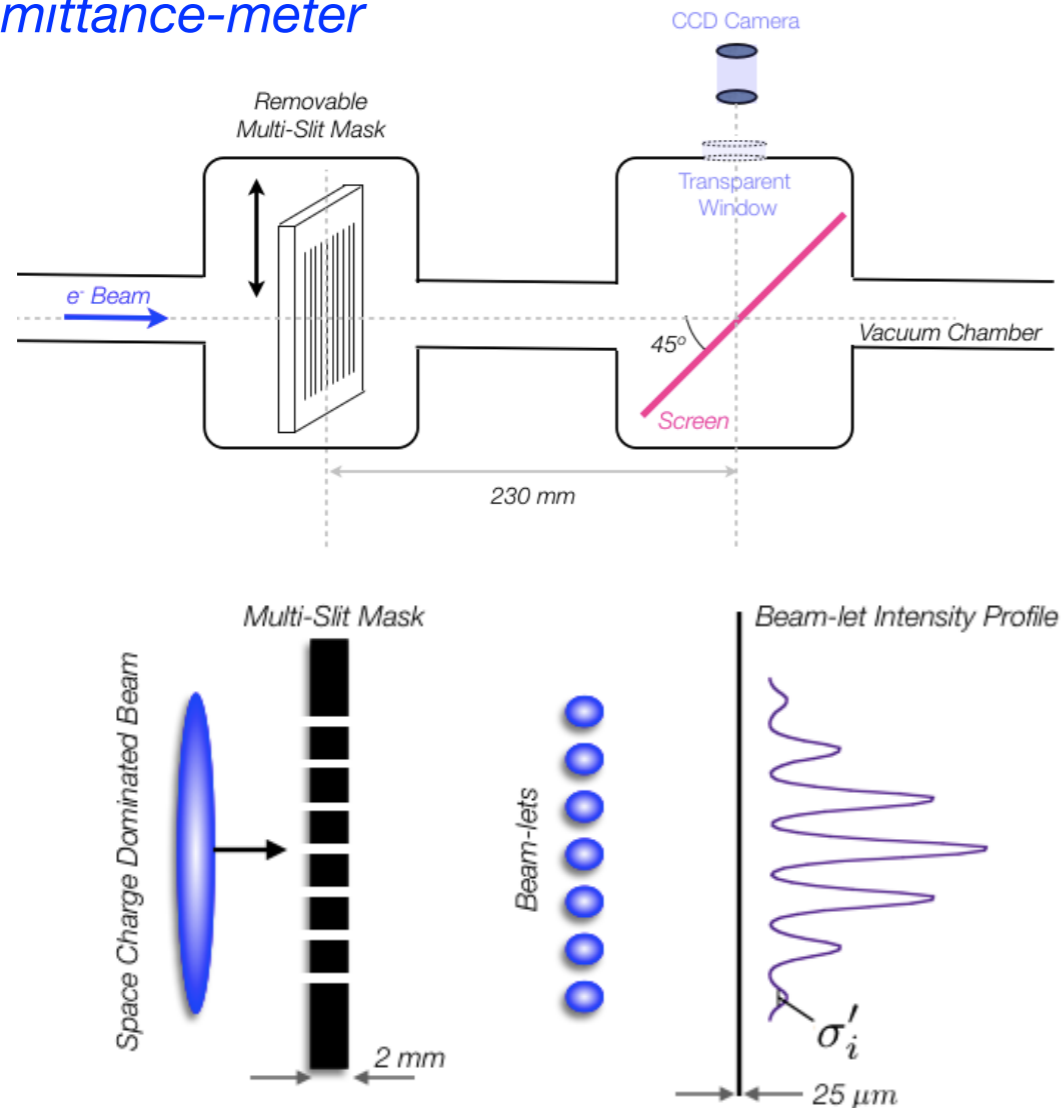 mittance-meter
CCD Camera
Removable
Multi-Slit Mask
Transparent
Window
e- Beam
45º
Vacuum Chamber
Screen
230 mm
Multi-Slit Mask
Beam-let Intensity Profile
Space Charge Dominated Beam
Beam-lets
σ′i
2 mm
25 μm